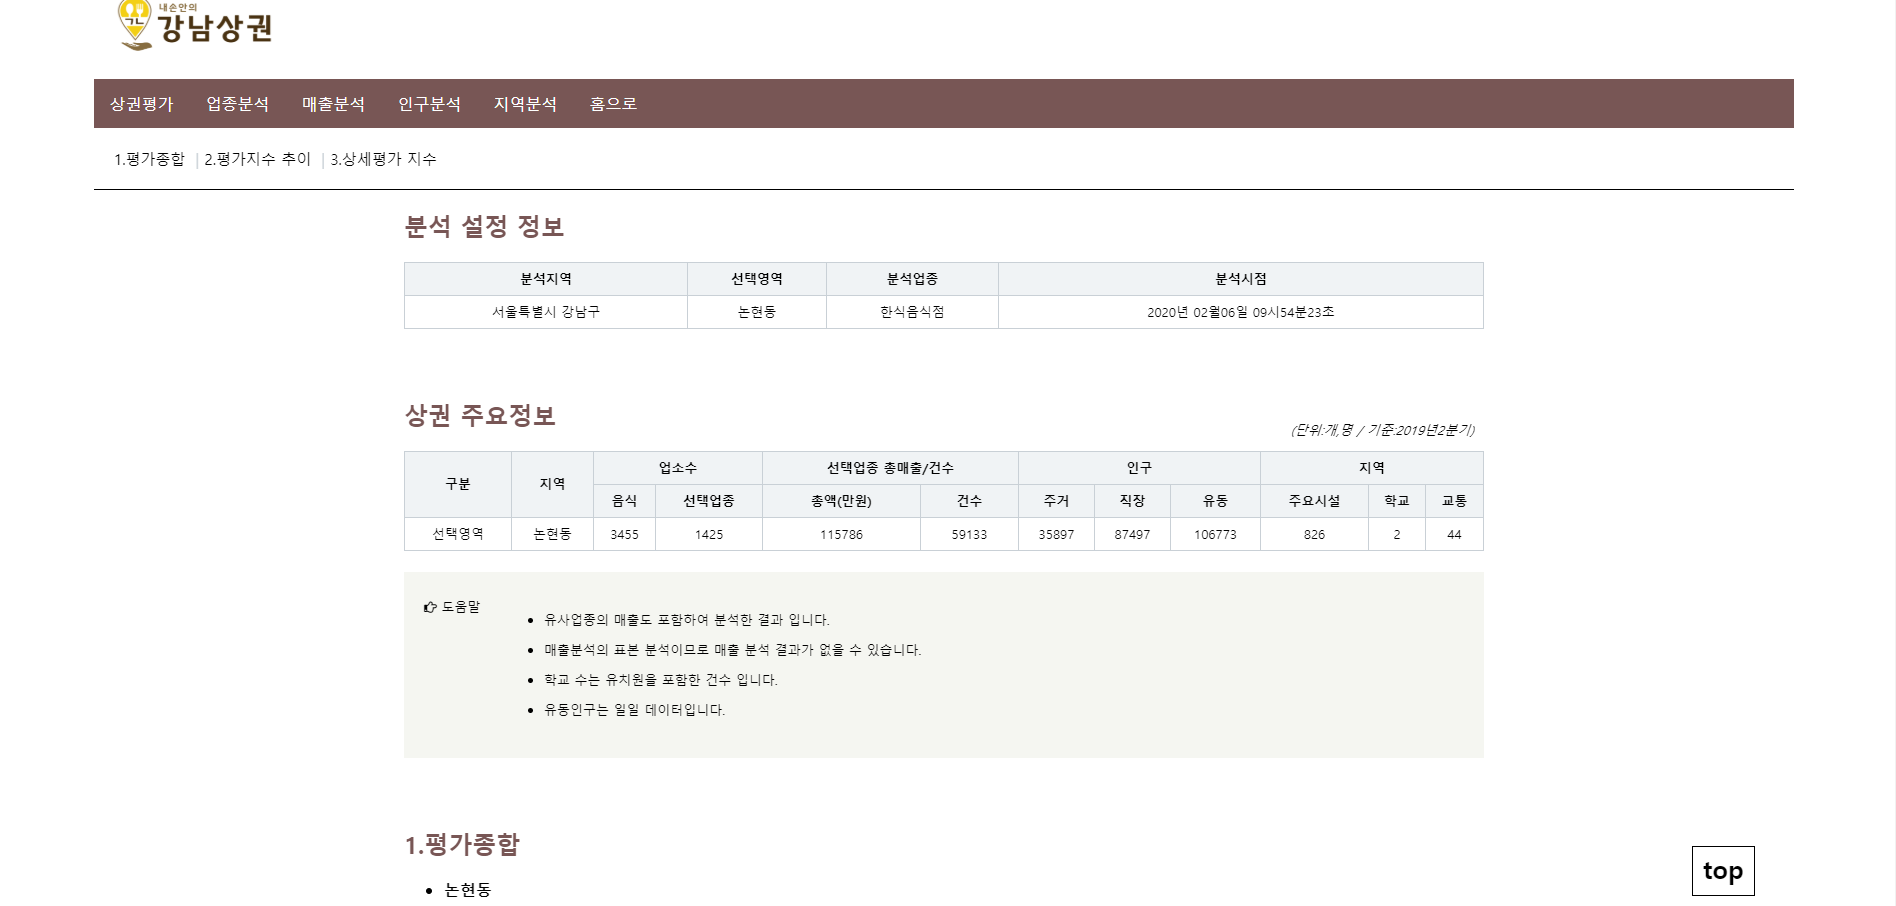 내손안의
강남상권
상권평가 업종분석 매출분석 인구분석 지역분석 홈으로
1.평가종합 | 2.평가지수 추이 | 3.상세평가 지수
분석 설정 정보
분석지역 선택영역 분석업종 분석시점
서울특별시 강남구 논현동 한식음식점 2020년 02월06일 09시54분23초
상권 주요정보
(단위:개,명 / 기준:2019년2분기)
구분 지역 업소수 선택업종 총매출/건수 인구 지역
음식 선택업종 총액(만원) 건수 주거 직장 유동 주요시설 학교 교통
선택영역 논현동 3455 1425 115786 59133 35897 87497 106773 826 2 44
도움말
• 유사업종의 매출도 포함하여 분석한 결과 입니다.
• 매출분석의 표본 분석이므로 매출 분석 결과가 없을 수 있습니다.
• 학교 수는 유치원을 포함한 건수 입니다.
• 유동인구는 일일 데이터입니다.
1.평가종합
• 논현동
top